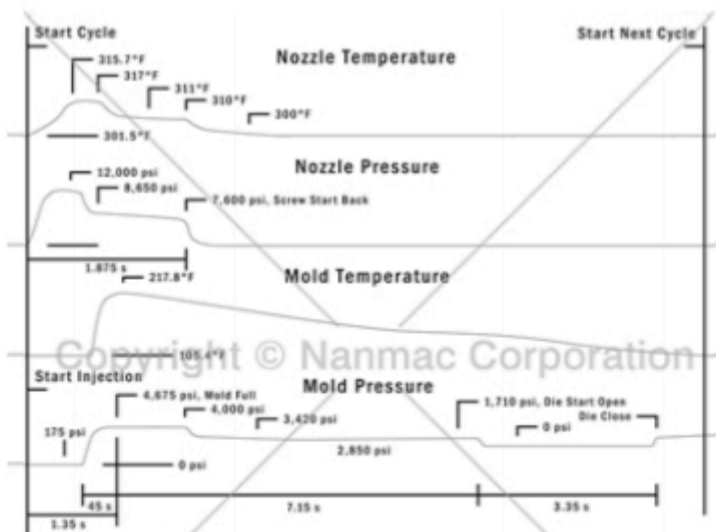 Start Cycle
Start Next Cycle
Nozzle Temperature
315.7°F
317°F
311°F
310°F
300°F
301.5°F
Nozzle Pressure
12,000 psi
8,650 psi
7,600 psi, Screw Start Back
1.875 s
Mold Temperature
217.8°F
105.4°F
Copyright © Nanmac Corporation
Start Injection
Mold Pressure
4,675 psi, Mold Full
4,000 psi
3,420 psi
1,710 psi, Die Start Open
Die Close
0 psi
175 psi
2,850 psi
0 psi
45 s
7.15 s
3.35 s
1.35 s